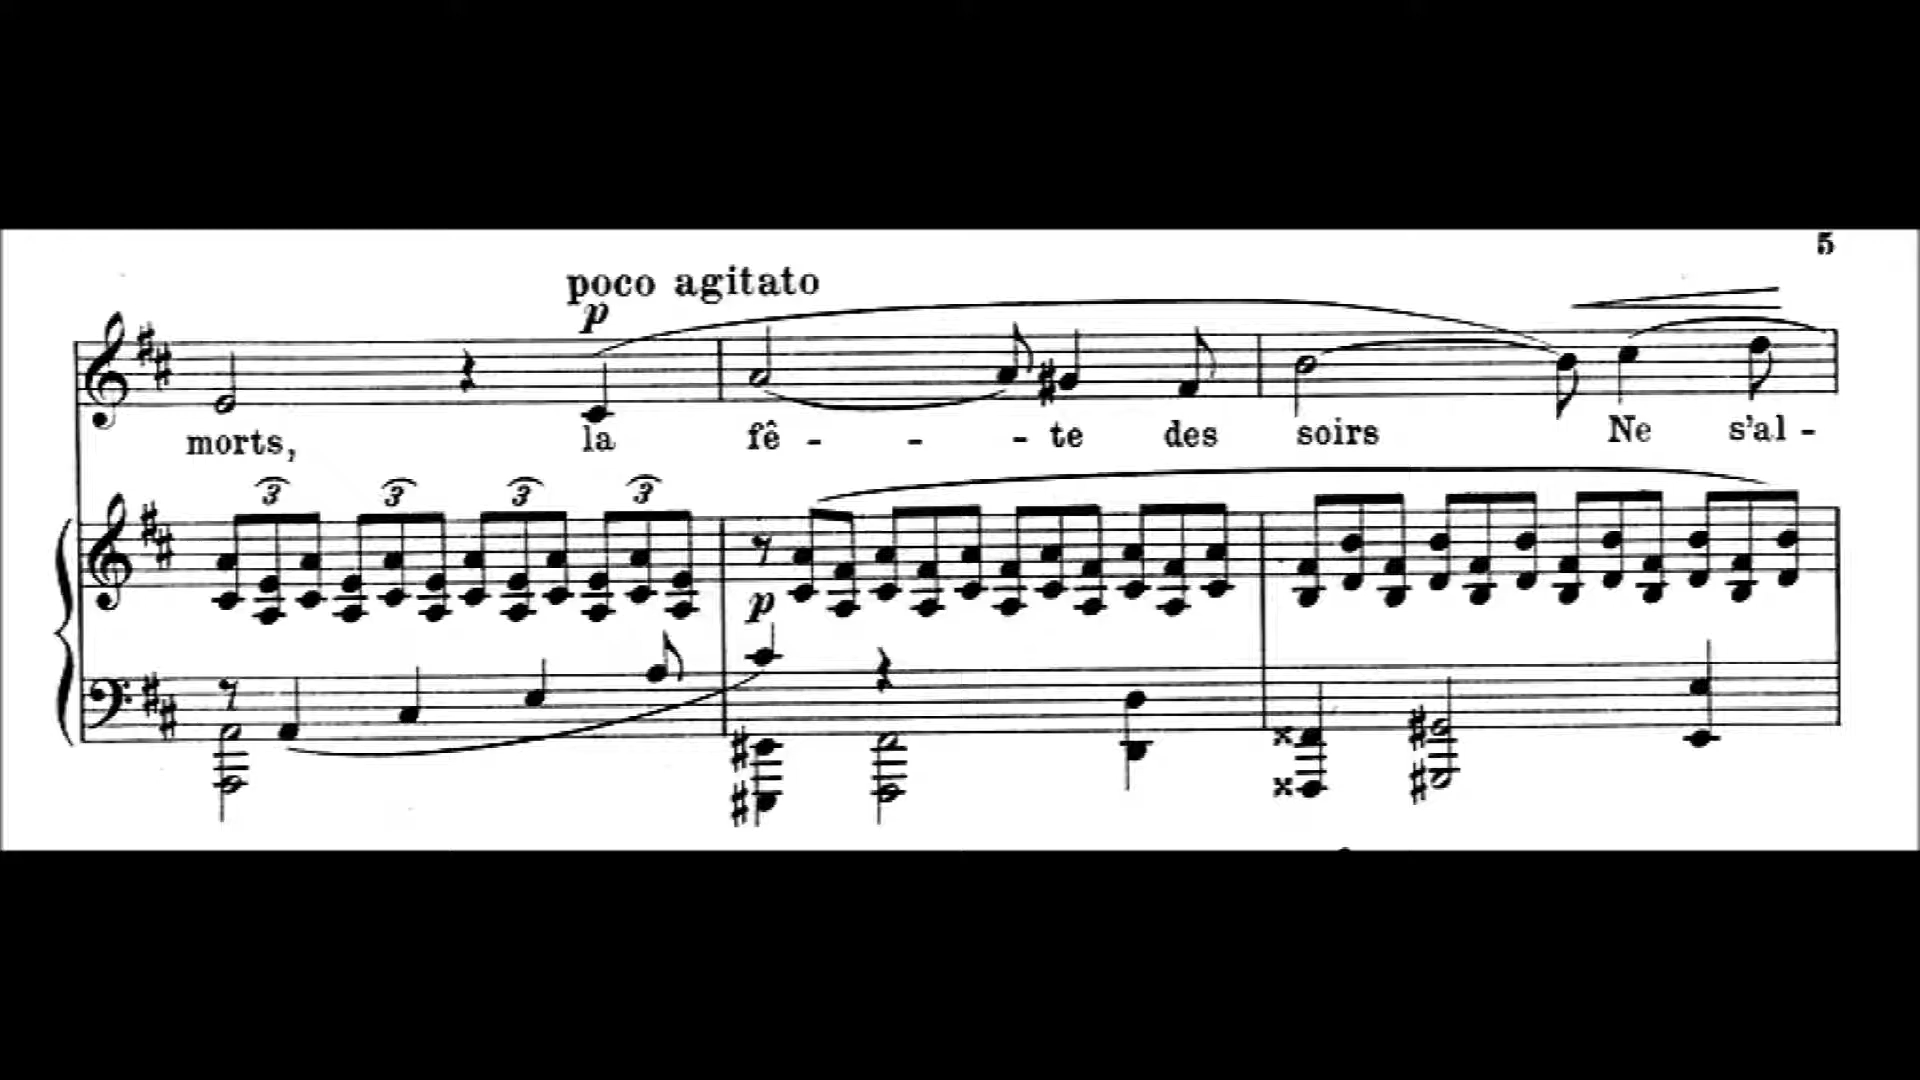 5
poco agitato
p
morts, la fê - - - te des soirs Ne s'al -
3 3 3 3
p